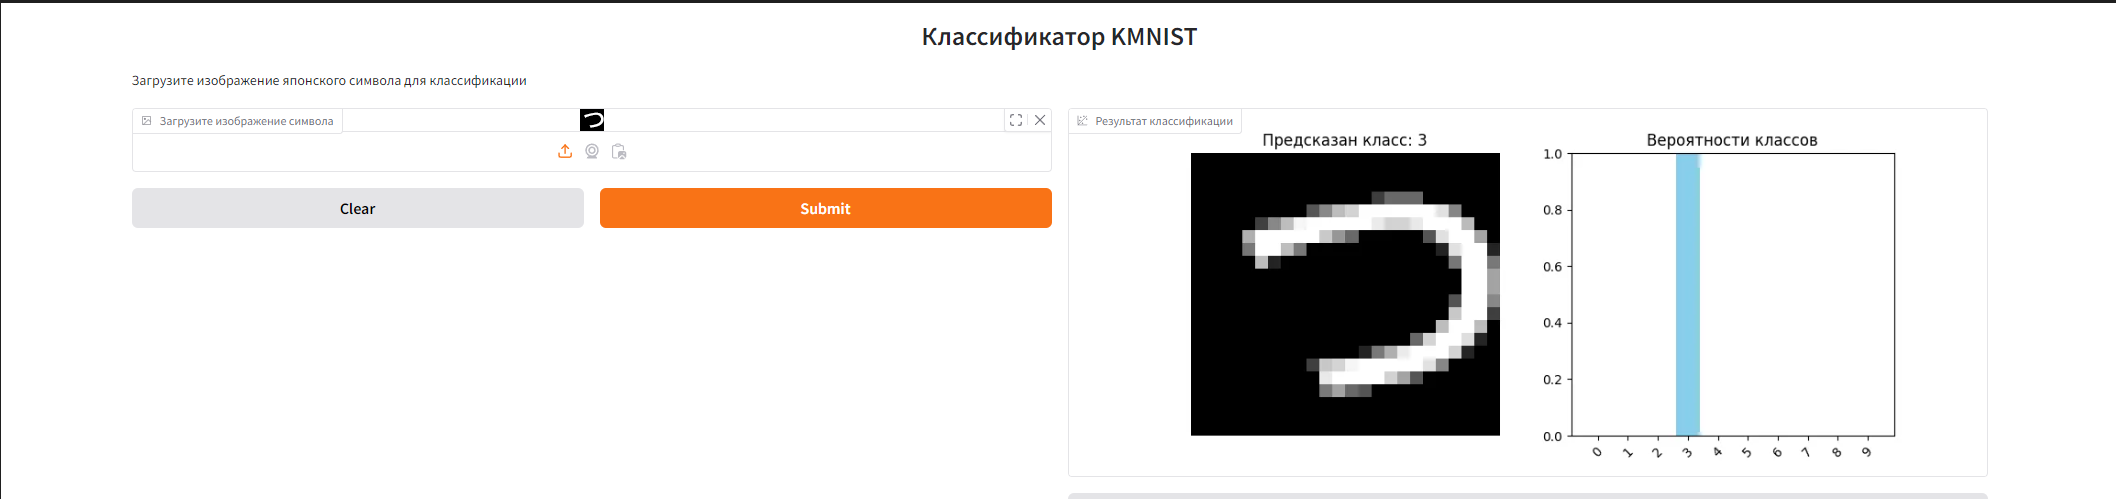 Классификатор KMNIST
Загрузите изображение японского символа для классификации
Загрузите изображение символа
つ
Clear
Submit
Результат классификации
Предсказан класс: 3
つ
Вероятности классов
1.0
0.8
0.6
0.4
0.2
0.0
0 1 2 3 4 5 6 7 8 9